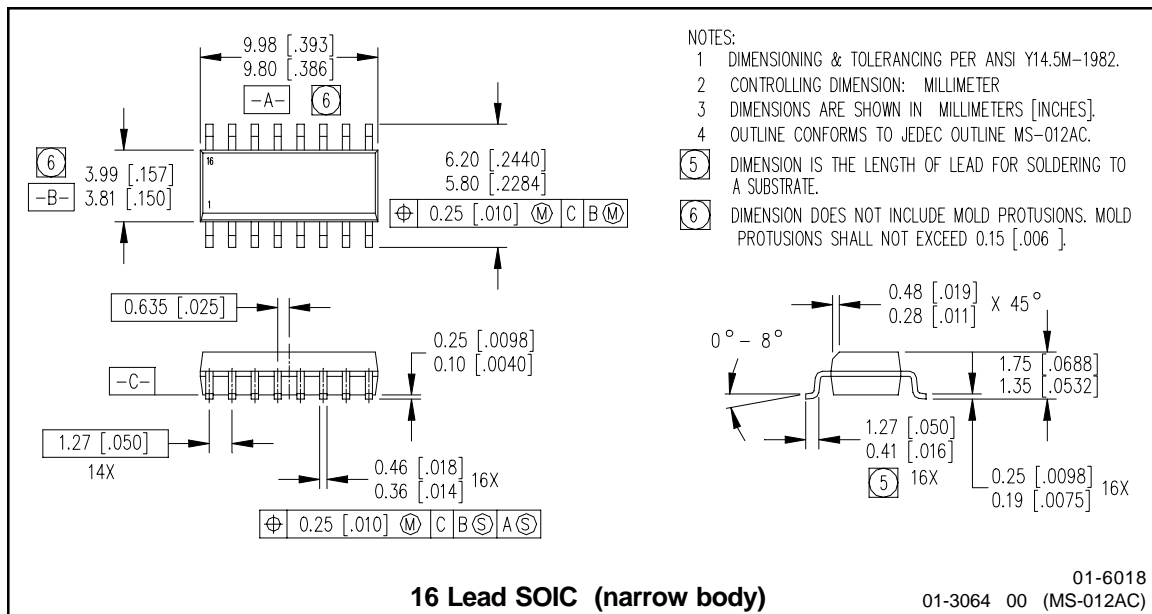 9.98 [.393]
9.80 [.386]
-A- 6
16
1
6
3.99 [.157]
-B- 3.81 [.150]
6.20 [.2440]
5.80 [.2284]
⌖ 0.25 [.010] Ⓜ C B Ⓜ
NOTES:
1 DIMENSIONING & TOLERANCING PER ANSI Y14.5M-1982.
2 CONTROLLING DIMENSION: MILLIMETER
3 DIMENSIONS ARE SHOWN IN MILLIMETERS [INCHES].
4 OUTLINE CONFORMS TO JEDEC OUTLINE MS-012AC.
5 DIMENSION IS THE LENGTH OF LEAD FOR SOLDERING TO
A SUBSTRATE.
6 DIMENSION DOES NOT INCLUDE MOLD PROTUSIONS. MOLD
PROTUSIONS SHALL NOT EXCEED 0.15 [.006 ].
0.635 [.025]
0.25 [.0098]
0.10 [.0040]
-C-
1.27 [.050]
14X
0.46 [.018]
0.36 [.014] 16X
⌖ 0.25 [.010] Ⓜ C B Ⓢ A Ⓢ
0.48 [.019]
0.28 [.011] X 45°
0° - 8°
1.75 [.0688]
1.35 [.0532]
1.27 [.050]
0.41 [.016]
5 16X
0.25 [.0098]
0.19 [.0075] 16X
16 Lead SOIC (narrow body)
01-6018
01-3064 00 (MS-012AC)